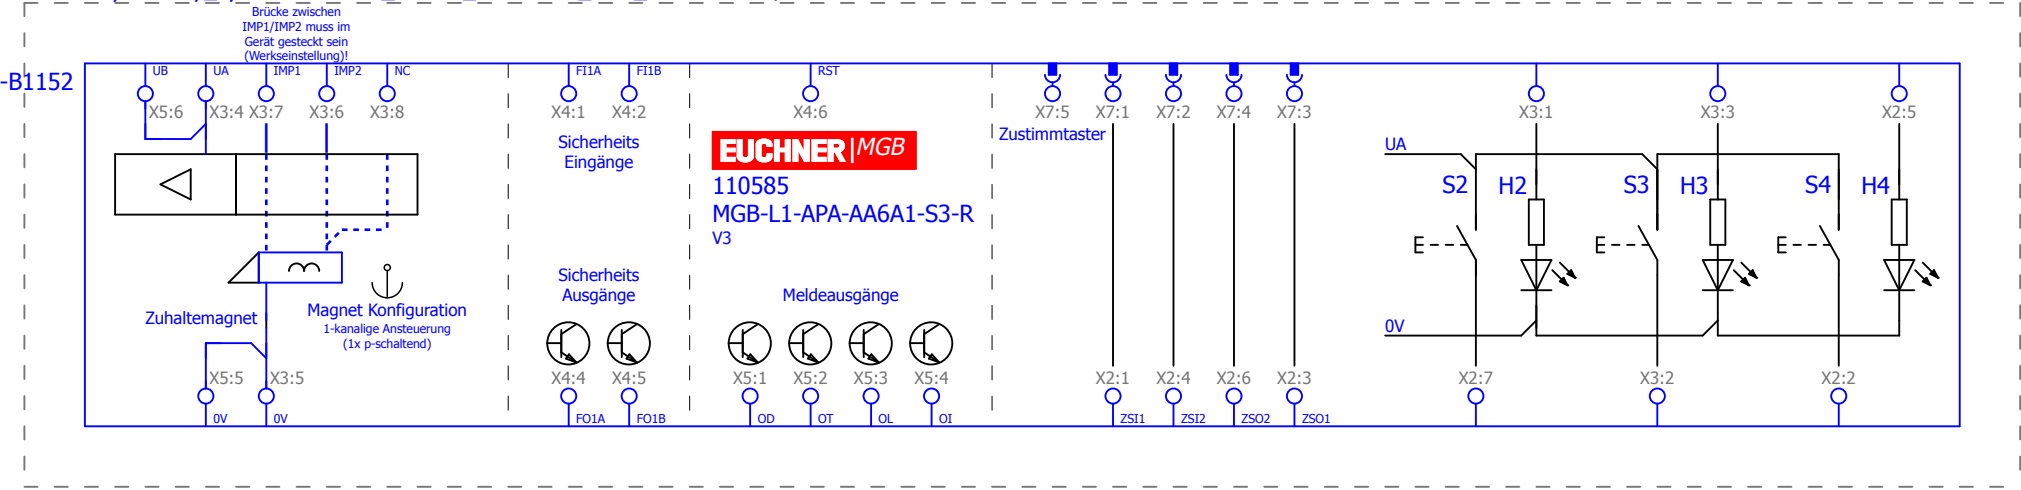 Brücke zwischen
IMP1/IMP2 muss im
Gerät gesteckt sein
(Werkseinstellung)!
-B1152
UB UA IMP1 IMP2 NC FI1A FI1B RST
X5:6 X3:4 X3:7 X3:6 X3:8 X4:1 X4:2 X4:6 X7:5 X7:1 X7:2 X7:4 X7:3 X3:1 X3:3 X2:5
Sicherheits
Eingänge
EUCHNER|MGB
110585
MGB-L1-APA-AA6A1-S3-R
V3
Zustimmtaster
UA
S2 H2 S3 H3 S4 H4
E E E
0V
Zuhaltemagnet
Magnet Konfiguration
1-kanalige Ansteuerung
(1x p-schaltend)
Sicherheits
Ausgänge
Meldeausgänge
X5:5 X3:5 X4:4 X4:5 X5:1 X5:2 X5:3 X5:4 X2:1 X2:4 X2:6 X2:3 X2:7 X3:2 X2:2
0V 0V FO1A FO1B OD OT OL OI ZSI1 ZSI2 ZSO2 ZSO1